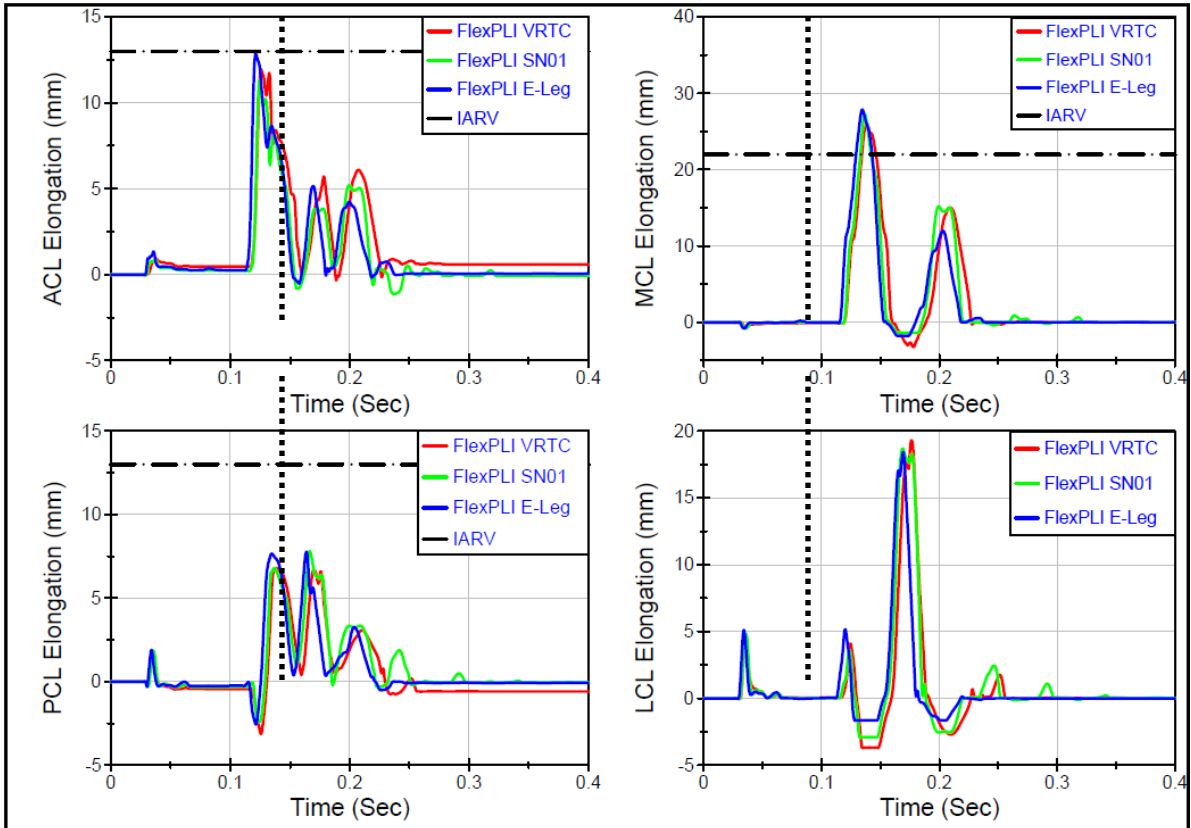 ACL Elongation (mm)
15
10
5
0
-5
0
0.1
0.2
0.3
0.4
Time (Sec)
FlexPLI VRTC
FlexPLI SN01
FlexPLI E-Leg
IARV
MCL Elongation (mm)
40
30
20
10
0
0
0.1
0.2
0.3
0.4
Time (Sec)
FlexPLI VRTC
FlexPLI SN01
FlexPLI E-Leg
IARV
PCL Elongation (mm)
15
10
5
0
-5
0
0.1
0.2
0.3
0.4
Time (Sec)
FlexPLI VRTC
FlexPLI SN01
FlexPLI E-Leg
IARV
LCL Elongation (mm)
20
15
10
5
0
-5
0
0.1
0.2
0.3
0.4
Time (Sec)
FlexPLI VRTC
FlexPLI SN01
FlexPLI E-Leg